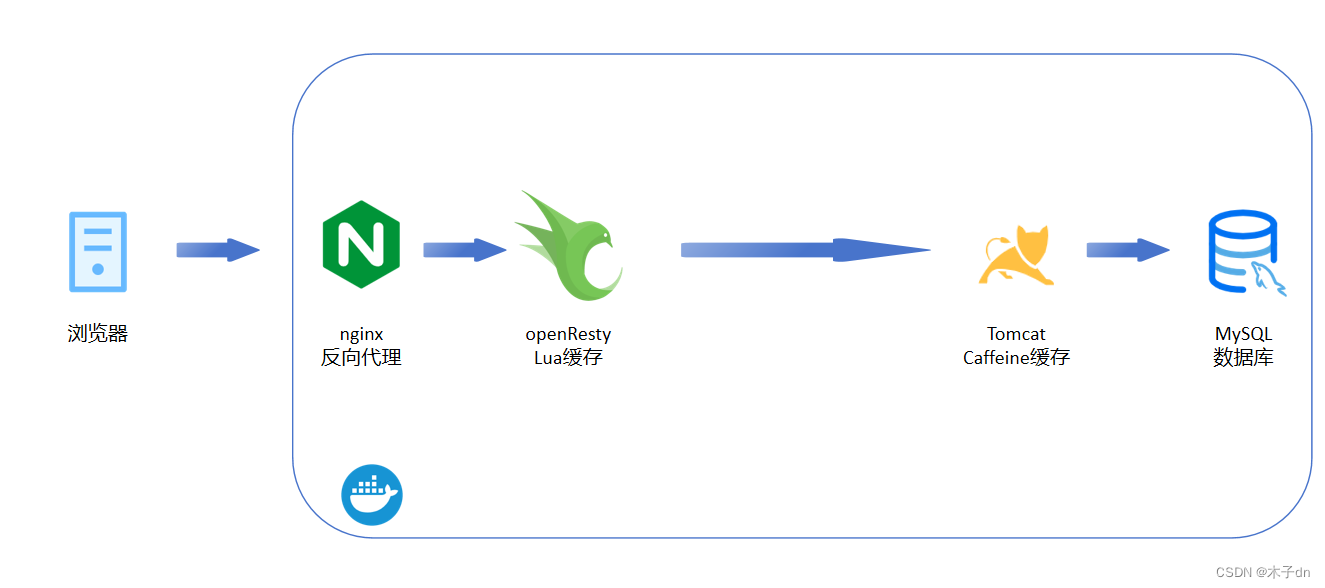 N
浏览器
nginx
反向代理
openResty
Lua缓存
Tomcat
Caffeine缓存
MySQL
数据库
CSDN @木子dn